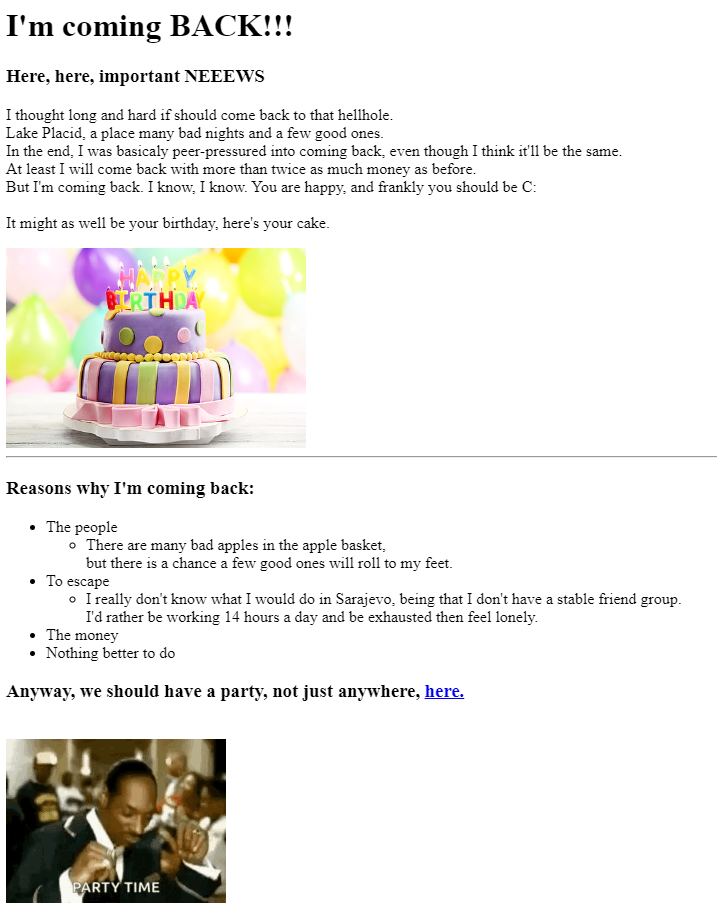 I'm coming BACK!!!
Here, here, important NEEEWS
I thought long and hard if should come back to that hellhole.
Lake Placid, a place many bad nights and a few good ones.
In the end, I was basicaly peer-pressured into coming back, even though I think it'll be the same.
At least I will come back with more than twice as much money as before.
But I'm coming back. I know, I know. You are happy, and frankly you should be C:
It might as well be your birthday, here's your cake.
HAPPY
BIRTHDAY
Reasons why I'm coming back:
The people
There are many bad apples in the apple basket,
but there is a chance a few good ones will roll to my feet.
To escape
I really don't know what I would do in Sarajevo, being that I don't have a stable friend group.
I'd rather be working 14 hours a day and be exhausted then feel lonely.
The money
Nothing better to do
Anyway, we should have a party, not just anywhere, here.
PARTY TIME